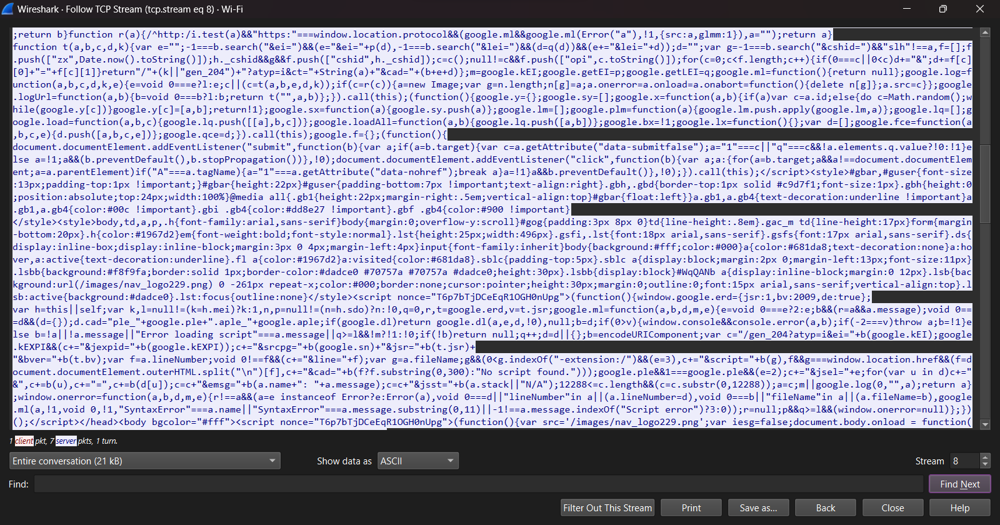 Wireshark · Follow TCP Stream (tcp.stream eq 8) · Wi-Fi
;return b}function r(a){/^http:/i.test(a)&&"https:"===window.location.protocol&&(google.ml&&google.ml(Error("a"),!1,{src:a,glmm:1}),a="");return a}
function t(a,b,c,d,k){var e="";-1===b.search("&ei=")&&(e="&ei="+p(d),-1===b.search("&lei=")&&(d=q(d))&&(e+="&lei="+d));d="";var g=-1===b.search("&cshid=")&&"slh"!==a,f=[];f
.push(["zx",Date.now().toString()]);h._cshid&&g&&f.push(["cshid",h._cshid]);c=c();null!=c&&f.push(["opi",c.toString()]);for(c=0;c<f.length;c++){if(0===c||0<c)d+="&";d+=f[c]
[0]+"="+f[c][1]}return"/"+(k||"gen_204")+"?atyp=i&ct="+String(a)+"&cad="+(b+e+d)};m=google.kEI;google.getEI=p;google.getLEI=q;google.ml=function(){return null};google.log=f
unction(a,b,c,d,k,e){e=void 0===e?l:e;c||(c=t(a,b,e,d,k));if(c=r(c)){a=new Image;var g=n.length;n[g]=a;a.onerror=a.onload=a.onabort=function(){delete n[g]};a.src=c}};google
.logUrl=function(a,b){b=void 0===b?l:b;return t("",a,b)};}).call(this);(function(){google.y={};google.sy=[];google.x=function(a,b){if(a)var c=a.id;else{do c=Math.random();w
hile(google.y[c])}google.y[c]=[a,b];return!1};google.sx=function(a){google.sy.push(a)};google.lm=[];google.plm=function(a){google.lm.push.apply(google.lm,a)};google.lq=[];g
oogle.load=function(a,b,c){google.lq.push([[a],b,c])};google.loadAll=function(a,b){google.lq.push([a,b])};google.bx=!1;google.lx=function(){};var d=[];google.fce=function(a
,b,c,e){d.push([a,b,c,e])};google.qce=d;}).call(this);google.f={};(function(){
document.documentElement.addEventListener("submit",function(b){var a;if(a=b.target){var c=a.getAttribute("data-submitfalse");a="1"===c||"q"===c&&!a.elements.q.value?!0:!1}e
lse a=!1;a&&(b.preventDefault(),b.stopPropagation())},!0);document.documentElement.addEventListener("click",function(b){var a;a:{for(a=b.target;a&&a!==document.documentElem
ent;a=a.parentElement)if("A"===a.tagName){a="1"===a.getAttribute("data-nohref");break a}a=!1}a&&b.preventDefault()},!0);}).call(this);</script><style>#gbar,#guser{font-size
:13px;padding-top:1px !important;}#gbar{height:22px}#guser{padding-bottom:7px !important;text-align:right}.gbh,.gbd{border-top:1px solid #c9d7f1;font-size:1px}.gbh{height:0
;position:absolute;top:24px;width:100%}@media all{.gb1{height:22px;margin-right:.5em;vertical-align:top}#gbar{float:left}}a.gb1,a.gb4{text-decoration:underline !important}a
.gb1,a.gb4{color:#00c !important}.gbi .gb4{color:#dd8e27 !important}.gbf .gb4{color:#900 !important}
</style><style>body,td,a,p,.h{font-family:arial,sans-serif}body{margin:0;overflow-y:scroll}#gog{padding:3px 8px 0}td{line-height:.8em}.gac_m td{line-height:17px}form{margin
-bottom:20px}.h{color:#1967d2}em{font-weight:bold;font-style:normal}.lst{height:25px;width:496px}.gsfi,.lst{font:18px arial,sans-serif}.gsfs{font:17px arial,sans-serif}.ds{
display:inline-box;display:inline-block;margin:3px 0 4px;margin-left:4px}input{font-family:inherit}body{background:#fff;color:#000}a{color:#681da8;text-decoration:none}a:ho
ver,a:active{text-decoration:underline}.fl a{color:#1967d2}a:visited{color:#681da8}.sblc{padding-top:5px}.sblc a{display:block;margin:2px 0;margin-left:13px;font-size:11px}
.lsbb{background:#f8f9fa;border:solid 1px;border-color:#dadce0 #70757a #70757a #dadce0;height:30px}.lsbb{display:block}#WqQANb a{display:inline-block;margin:0 12px}.lsb{bac
kground:url(/images/nav_logo229.png) 0 -261px repeat-x;color:#000;border:none;cursor:pointer;height:30px;margin:0;outline:0;font:15px arial,sans-serif;vertical-align:top}.l
sb:active{background:#dadce0}.lst:focus{outline:none}</style><script nonce="T6p7bTjDCeEqR1OGH0nUpg">(function(){window.google.erd={jsr:1,bv:2009,de:true};
var h=this||self;var k,l=null!=(k=h.mei)?k:1,n,p=null!=(n=h.sdo)?n:!0,q=0,r,t=google.erd,v=t.jsr;google.ml=function(a,b,d,m,e){e=void 0===e?2:e;b&&(r=a&&a.message);void 0==
=d&&(d={});d.cad="ple_"+google.ple+".aple_"+google.aple;if(google.dl)return google.dl(a,e,d,!0),null;b=d;if(0>v){window.console&&console.error(a,b);if(-2===v)throw a;b=!1}e
lse b=!a||!a.message||"Error loading script"===a.message||q>=l&&!m?!1:!0;if(!b)return null;q++;d=d||{};b=encodeURIComponent;var c="/gen_204?atyp=i&ei="+b(google.kEI);google
.kEXPI&&(c+="&jexpid="+b(google.kEXPI));c+="&srcpg="+b(google.sn)+"&jsr="+b(t.jsr)+
"&bver="+b(t.bv);var f=a.lineNumber;void 0!==f&&(c+="&line="+f);var g=a.fileName;g&&(0<g.indexOf("-extension:/")&&(e=3),c+="&script="+b(g),f&&g===window.location.href&&(f=d
ocument.documentElement.outerHTML.split("\n")[f],c+="&cad="+b(f?f.substring(0,300):"No script found.")));google.ple&&1===google.ple&&(e=2);c+="&jsel="+e;for(var u in d)c+="
&",c+=b(u),c+="=",c+=b(d[u]);c=c+"&emsg="+b(a.name+": "+a.message);c=c+"&jsst="+b(a.stack||"N/A");12288<=c.length&&(c=c.substr(0,12288));a=c;m||google.log(0,"",a);return a}
;window.onerror=function(a,b,d,m,e){r!==a&&(a=e instanceof Error?e:Error(a),void 0===d||"lineNumber"in a||(a.lineNumber=d),void 0===b||"fileName"in a||(a.fileName=b),google
.ml(a,!1,void 0,!1,"SyntaxError"===a.name||"SyntaxError"===a.message.substring(0,11)||-1!==a.message.indexOf("Script error")?3:0));r=null;p&&q>=l&&(window.onerror=null)};})
();</script></head><body bgcolor="#fff"><script nonce="T6p7bTjDCeEqR1OGH0nUpg">(function(){var src='/images/nav_logo229.png';var iesg=false;document.body.onload = function(
1 client pkt, 7 server pkts, 1 turn.
Entire conversation (21 kB)
Show data as ASCII
Stream 8
Find:
Find Next
Filter Out This Stream
Print
Save as...
Back
Close
Help